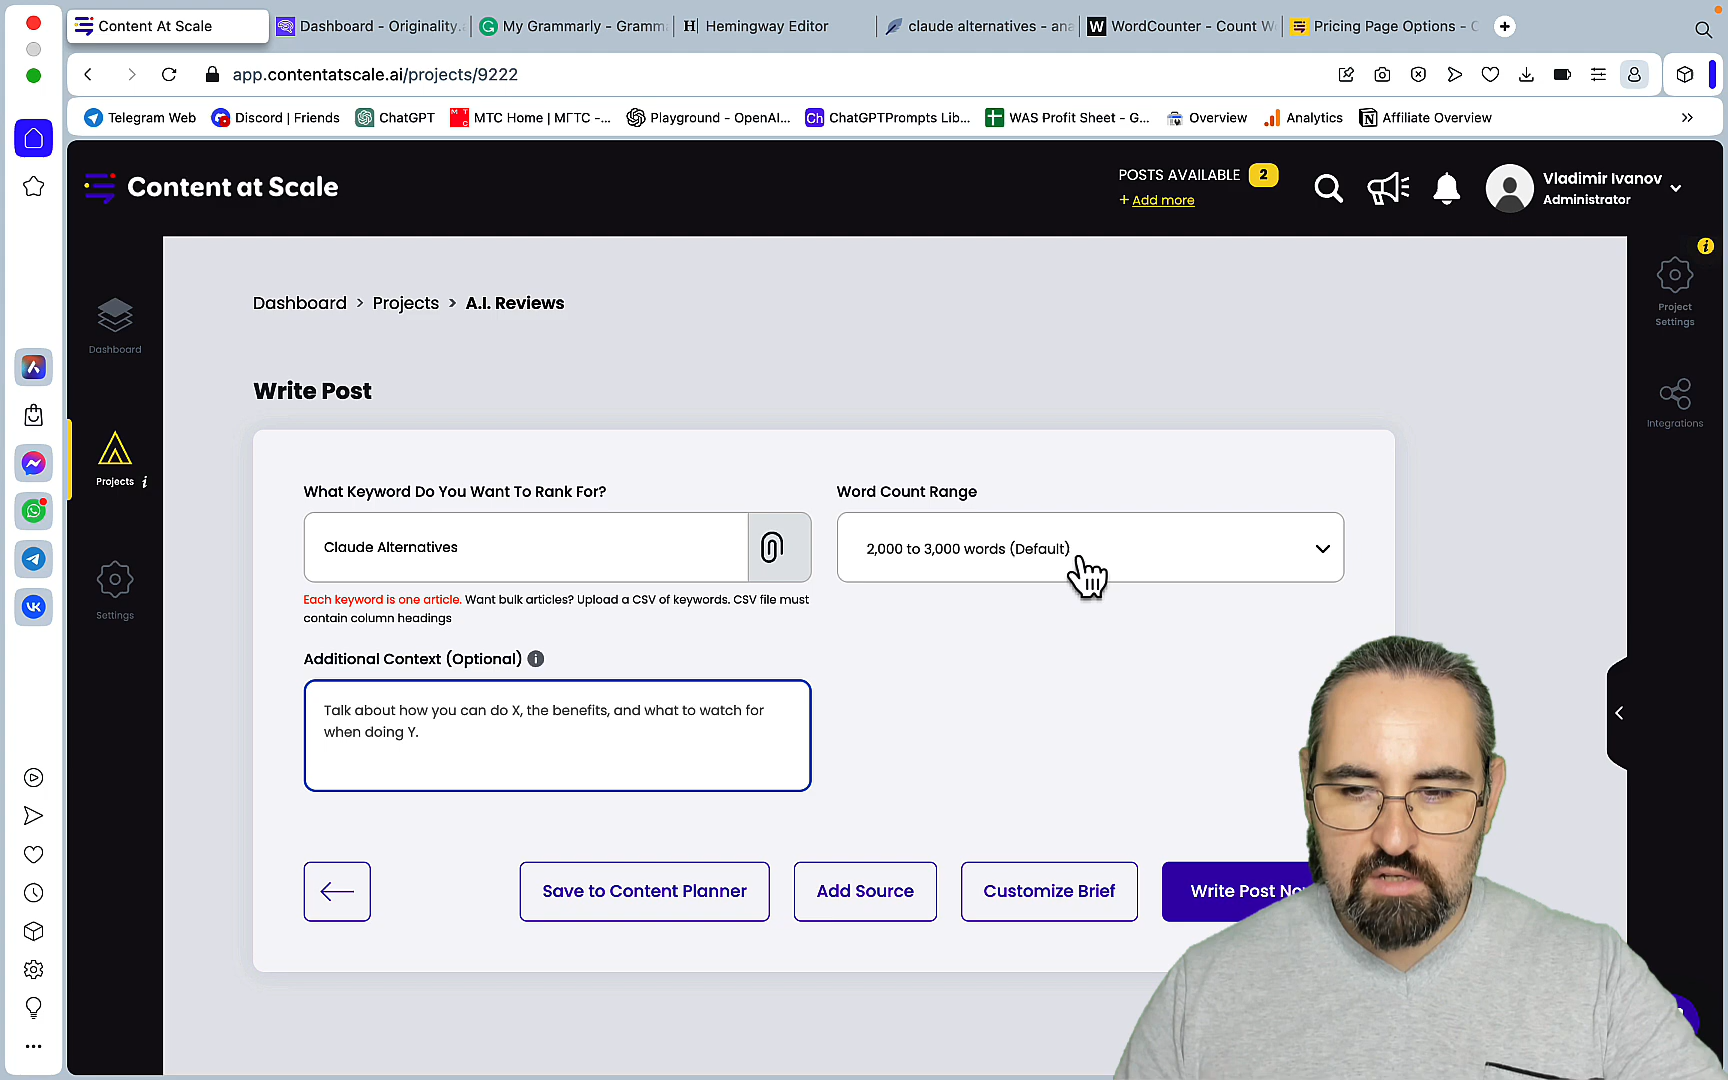 Content At Scale
Dashboard - Originality.
My Grammarly - Gramm
Hemingway Editor
claude alternatives - ana
WordCounter - Count W
Pricing Page Options - C
app.contentatscale.ai/projects/9222
Telegram Web
Discord | Friends
ChatGPT
МТС Home | МГТС -...
Playground - OpenAI...
ChatGPTPrompts Lib...
WAS Profit Sheet - G...
Overview
Analytics
Affiliate Overview
Content at Scale
POSTS AVAILABLE 2
+ Add more
Vladimir Ivanov
Administrator
Dashboard
Projects i
Settings
Project
Settings
Integrations
Dashboard > Projects > A.I. Reviews
Write Post
What Keyword Do You Want To Rank For?
Claude Alternatives
Each keyword is one article. Want bulk articles? Upload a CSV of keywords. CSV file must
contain column headings
Word Count Range
2,000 to 3,000 words (Default)
Additional Context (Optional)
Talk about how you can do X, the benefits, and what to watch for
when doing Y.
Save to Content Planner
Add Source
Customize Brief
Write Post No